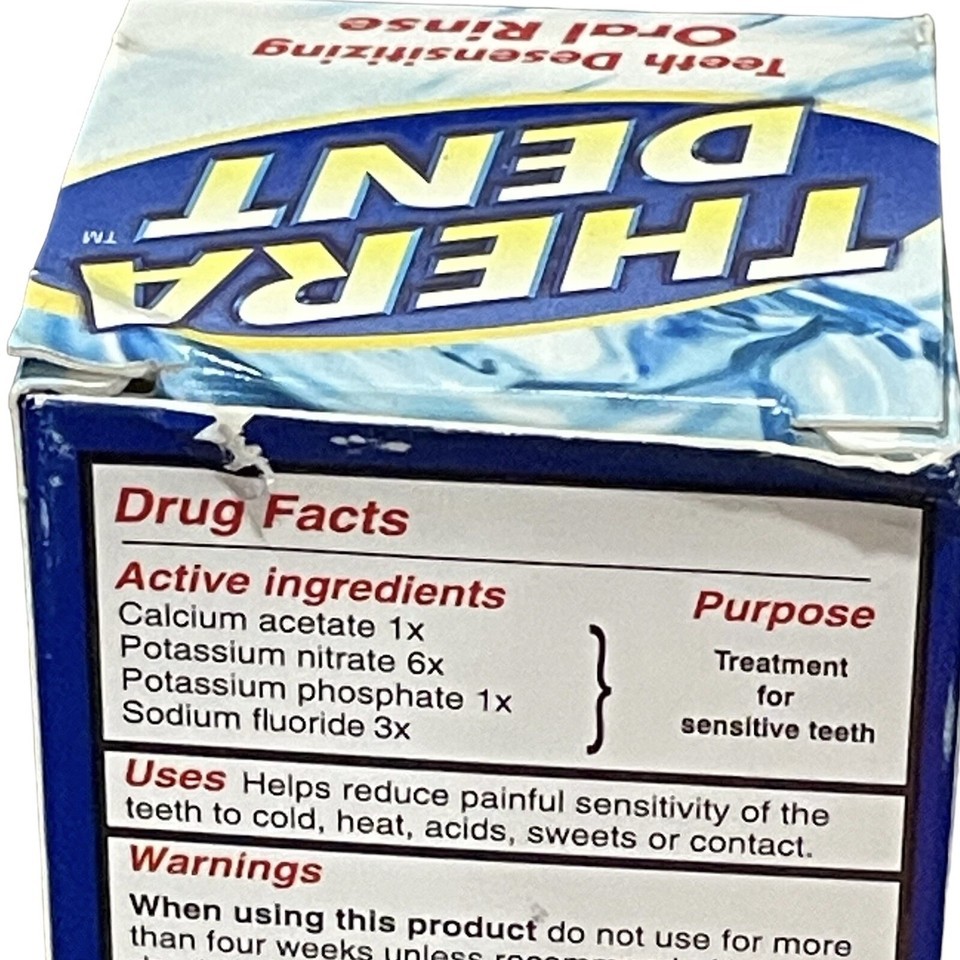 THERA
DENT
TM
Teeth Desensitizing
Oral Rinse
Drug Facts
Active ingredients
Purpose
Calcium acetate 1x
Potassium nitrate 6x
Potassium phosphate 1x
Sodium fluoride 3x
}
Treatment
for
sensitive teeth
Uses Helps reduce painful sensitivity of the
teeth to cold, heat, acids, sweets or contact.
Warnings
When using this product do not use for more
than four weeks unless